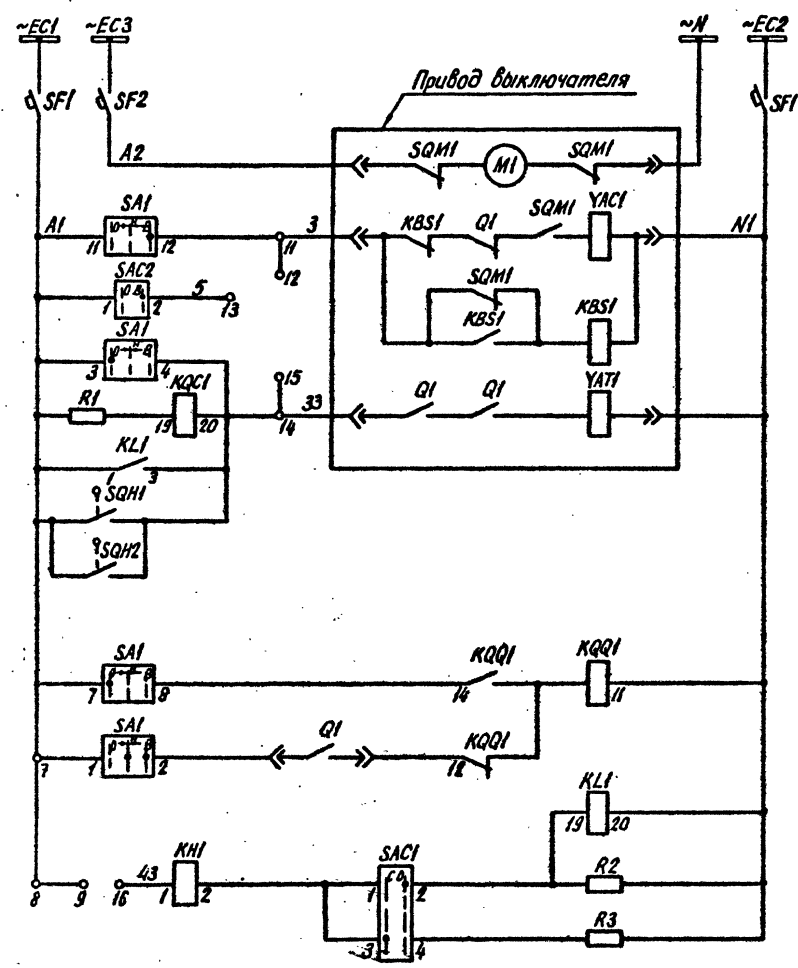 ~EC1 ~EC3 ~N ~EC2
Привод выключателя
SF1 SF2 SF1
A2 SQM1 M1 SQM1
SA1 YAC1
A1 11 12 11 3 KBS1 Q1 SQM1 N1
12
SAC2 SQM1
1 2 5 13
SA1 KBS1 KBS1
3 4
KQC1 15 YAT1
R1 19 20 14 33 Q1 Q1
KL1
1 3
SQH1
SQH2
SA1 KQQ1 KQQ1
7 8 14 11
SA1 Q1 KQQ1
7 1 2 12
KL1
19 20
KH1 SAC1 R2
8 9 16 43 1 2 1 2
R3
3 4